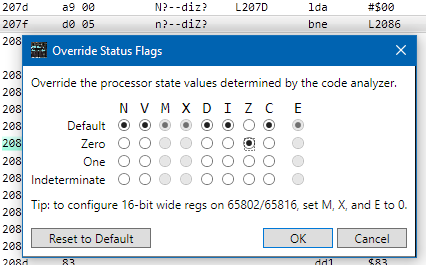 207d a9 00 N?--diz? L207D lda #$00
207f d0 05 n?--diZ? bne L2086
208
Override Status Flags
Override the processor state values determined by the code analyzer.
N V M X D I Z C E
Default
Zero
One
Indeterminate
Tip: to configure 16-bit wide regs on 65802/65816, set M, X, and E to 0.
Reset to Default OK Cancel
208d 83 dd1 $83